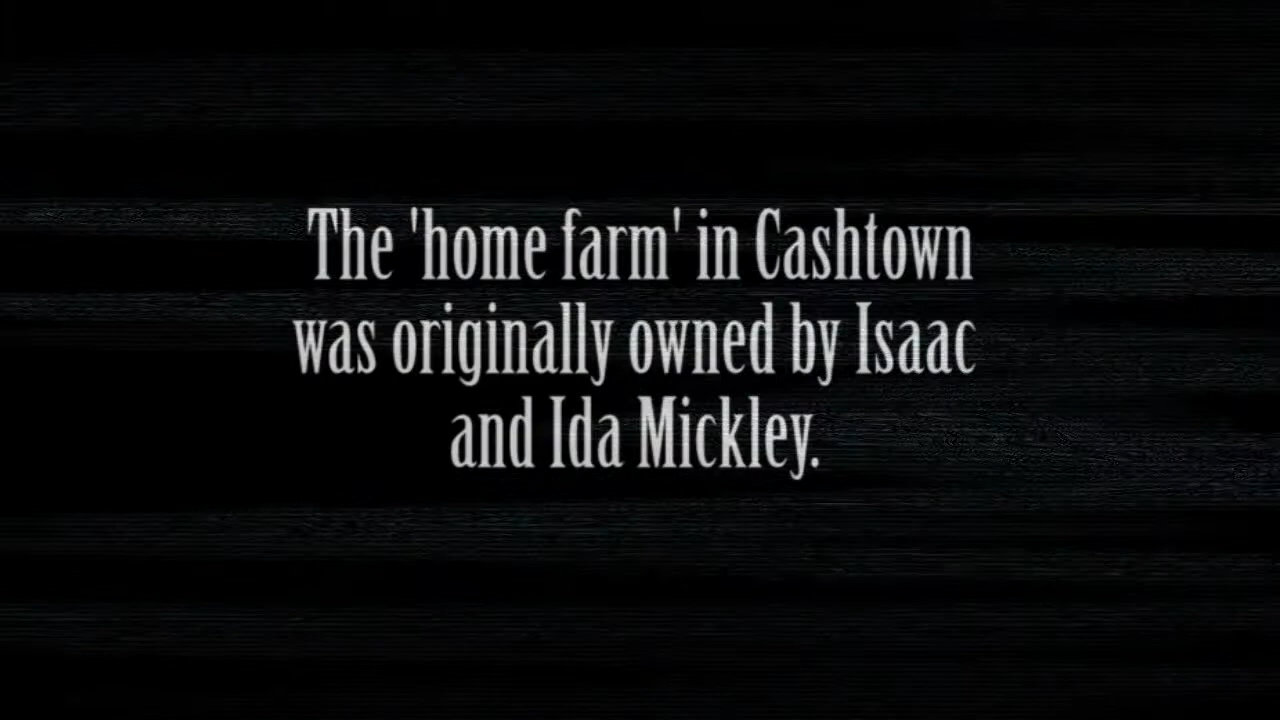 The 'home farm' in Cashtown
was originally owned by Isaac
and Ida Mickley.